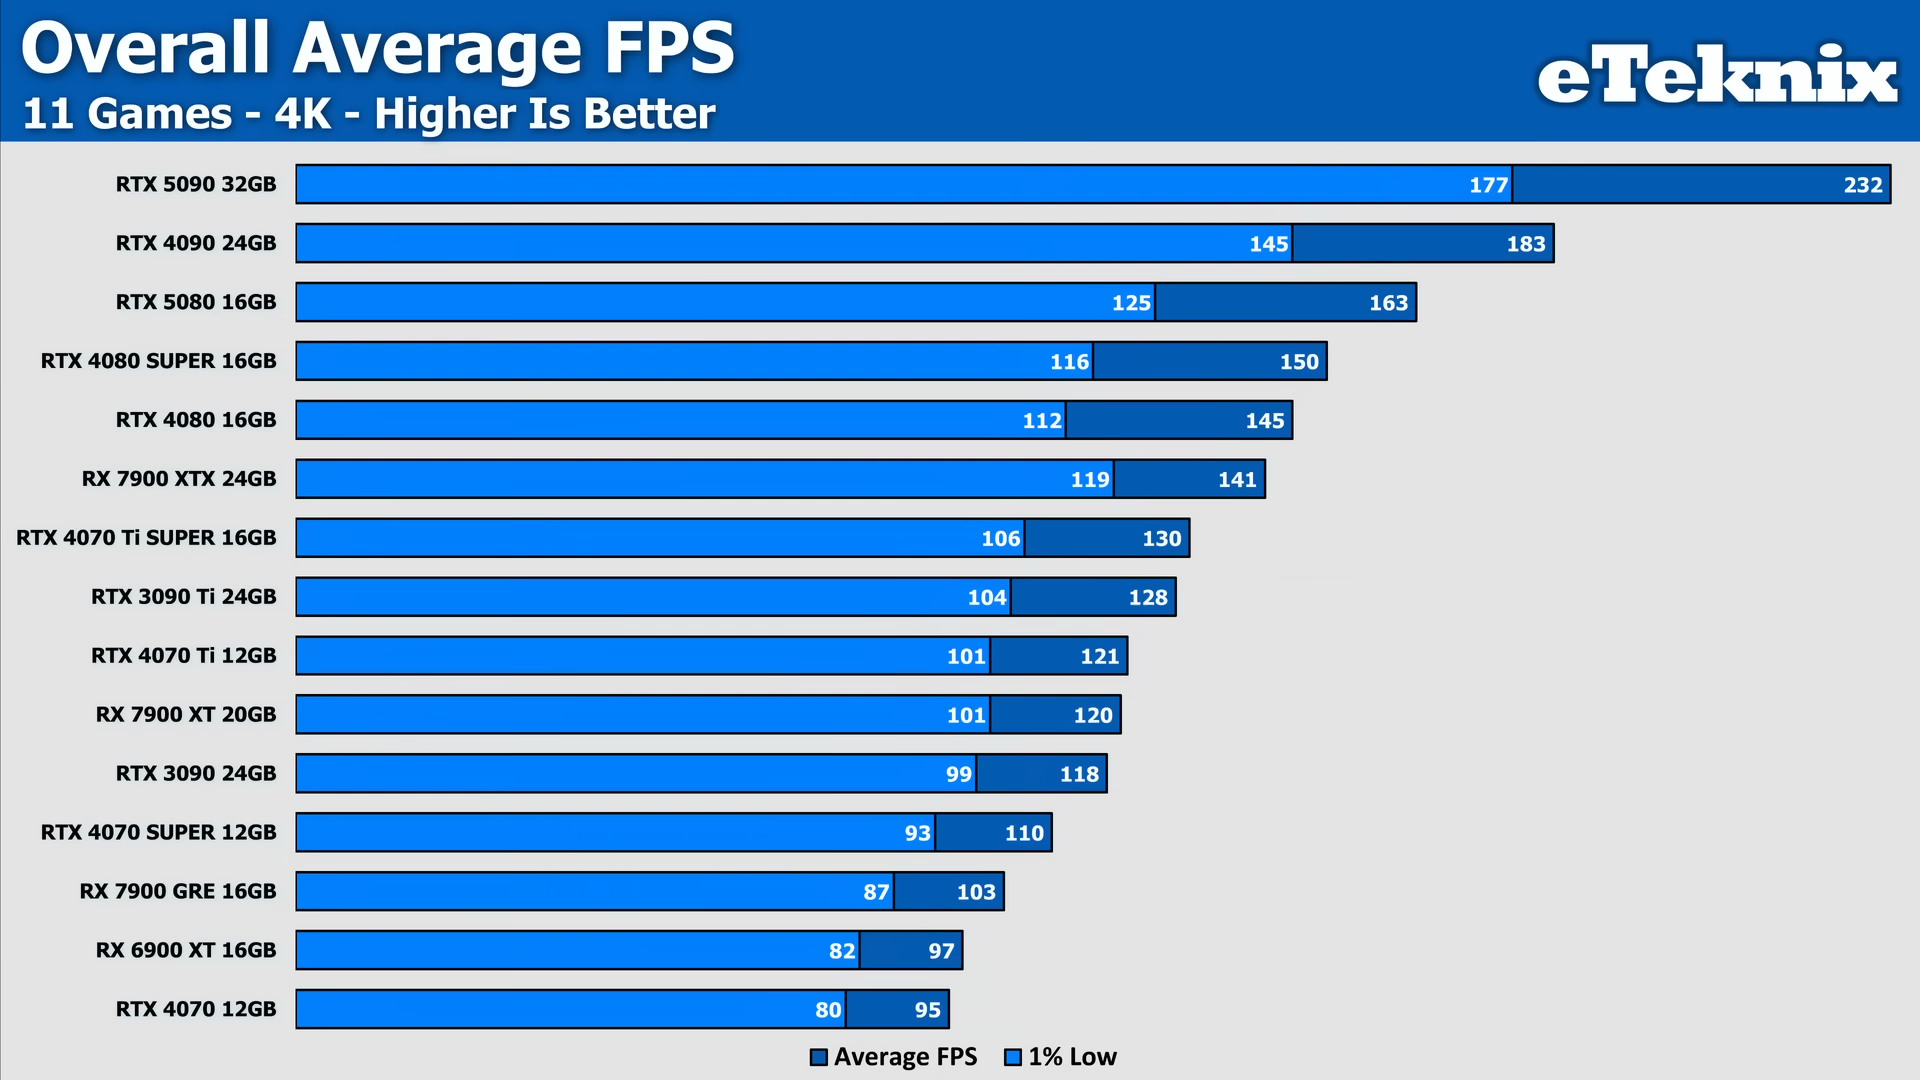 Overall Average FPS
11 Games - 4K - Higher Is Better
eTeknix
RTX 5090 32GB 177 232
RTX 4090 24GB 145 183
RTX 5080 16GB 125 163
RTX 4080 SUPER 16GB 116 150
RTX 4080 16GB 112 145
RX 7900 XTX 24GB 119 141
RTX 4070 Ti SUPER 16GB 106 130
RTX 3090 Ti 24GB 104 128
RTX 4070 Ti 12GB 101 121
RX 7900 XT 20GB 101 120
RTX 3090 24GB 99 118
RTX 4070 SUPER 12GB 93 110
RX 7900 GRE 16GB 87 103
RX 6900 XT 16GB 82 97
RTX 4070 12GB 80 95
Average FPS 1% Low